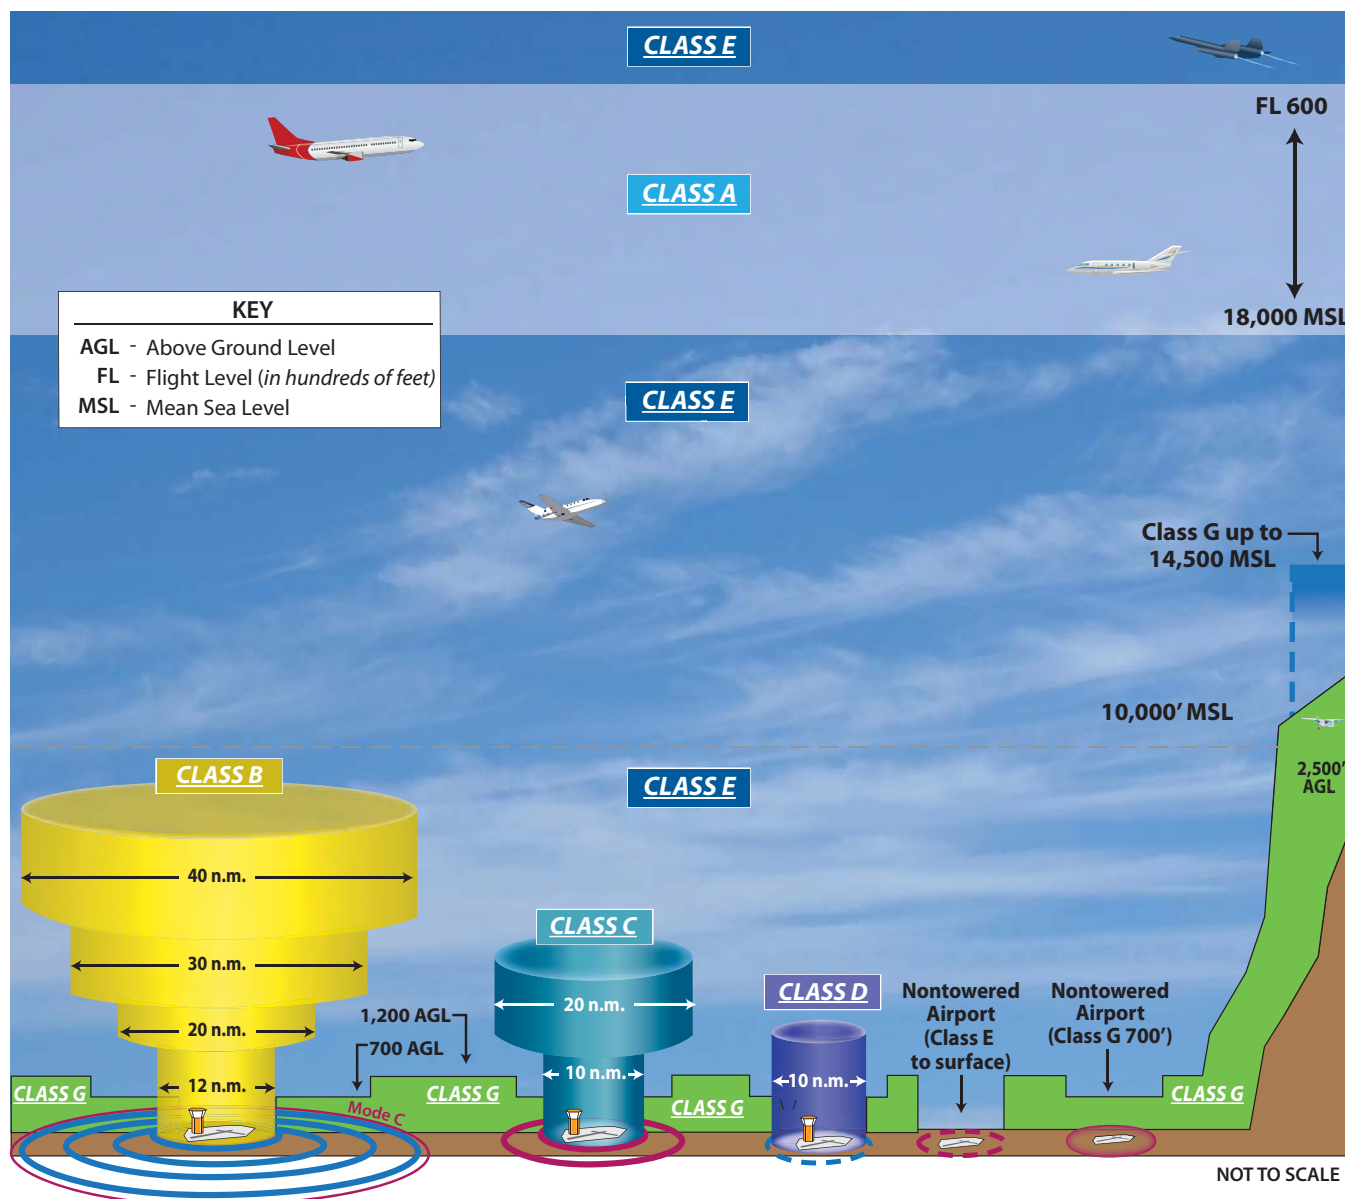 CLASS E
FL 600
CLASS A
18,000 MSL
KEY
AGL - Above Ground Level
FL - Flight Level (in hundreds of feet)
MSL - Mean Sea Level
CLASS E
Class G up to
14,500 MSL
10,000’ MSL
2,500’
AGL
CLASS B
CLASS E
40 n.m.
30 n.m.
20 n.m.
12 n.m.
CLASS C
20 n.m.
10 n.m.
CLASS D
10 n.m.
Nontowered
Airport
(Class E
to surface)
Nontowered
Airport
(Class G 700’)
1,200 AGL
700 AGL
CLASS G
CLASS G
CLASS G
CLASS G
Mode C
NOT TO SCALE